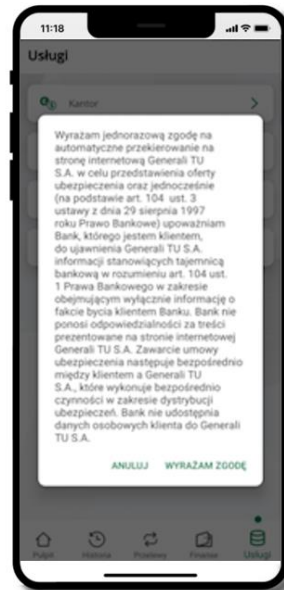 11:18
Usługi
Kantor
Wyrażam jednorazową zgodę na
automatyczne przekierowanie na
stronę internetową Generali TU
S.A. w celu przedstawienia oferty
ubezpieczenia oraz jednocześnie
(na podstawie art. 104 ust. 3
ustawy z dnia 29 sierpnia 1997
roku Prawo Bankowe) upoważniam
Bank, którego jestem klientem,
do ujawnienia Generali TU S.A.
informacji stanowiących tajemnicą
bankową w rozumieniu art. 104 ust.
1 Prawa Bankowego w zakresie
obejmującym wyłącznie informację o
fakcie bycia klientem Banku. Bank nie
ponosi odpowiedzialności za treści
prezentowane na stronie internetowej
Generali TU S.A. Zawarcie umowy
ubezpieczenia następuje bezpośrednio
między klientem a Generali TU
S.A., które wykonuje bezpośrednio
czynności w zakresie dystrybucji
ubezpieczeń. Bank nie udostępnia
danych osobowych klienta do Generali
TU S.A.
ANULUJ WYRAŻAM ZGODĘ
Pulpit Historia Przelewy Finanse Usługi